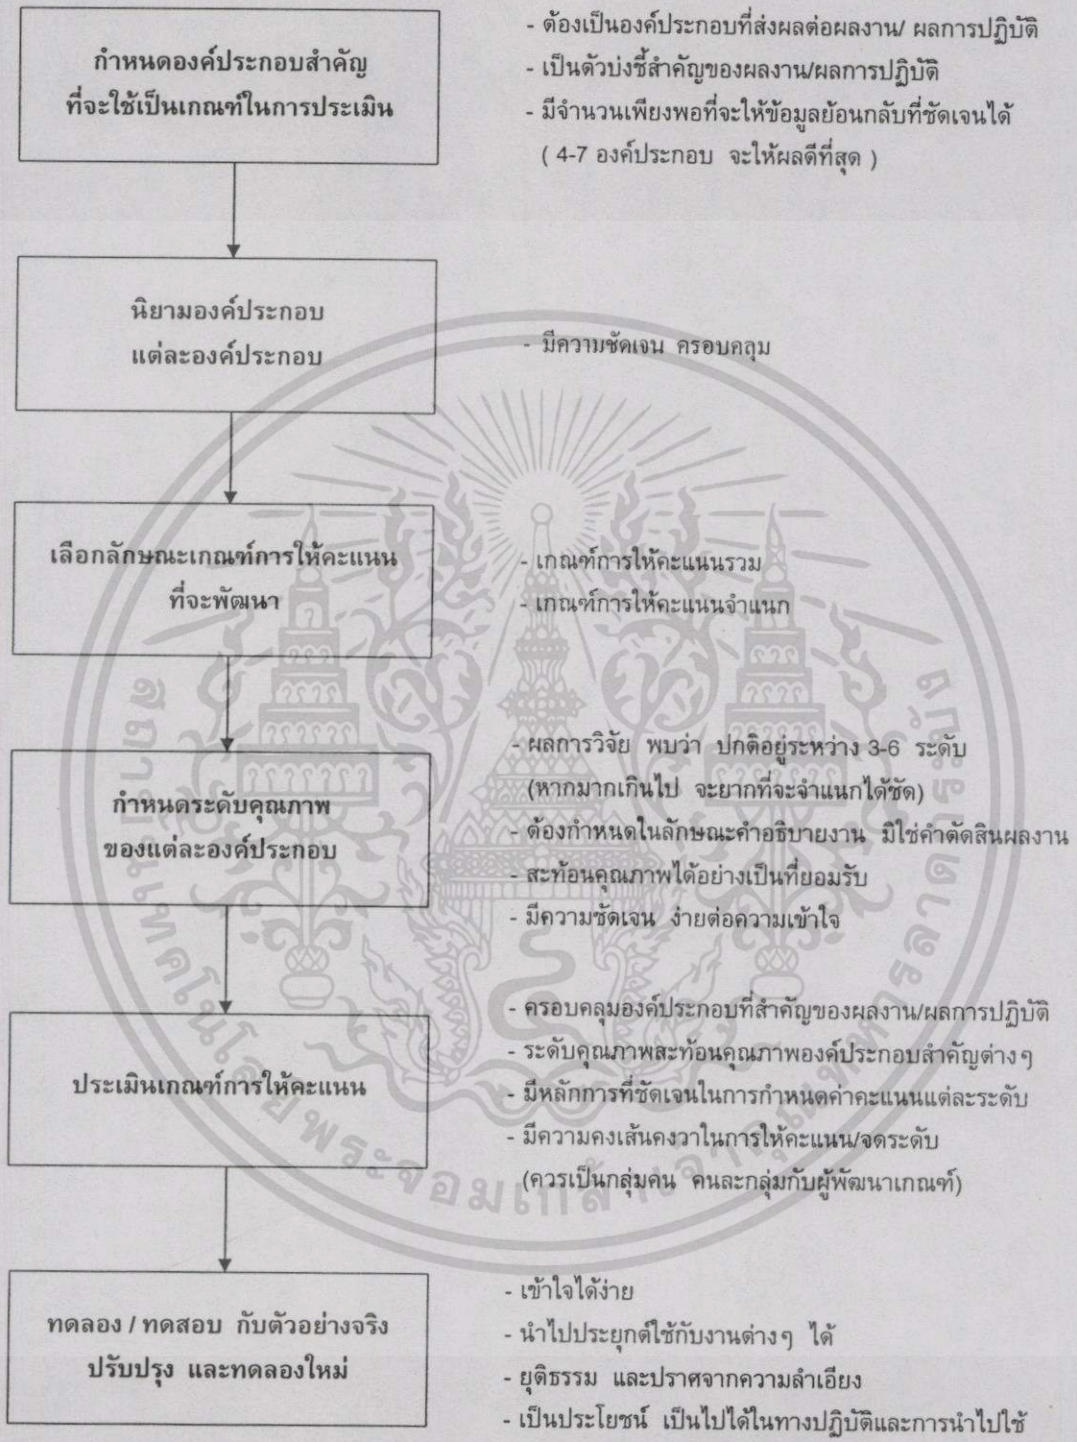 กำหนดองค์ประกอบสำคัญ
ที่จะใช้เป็นเกณฑ์ในการประเมิน
- ต้องเป็นองค์ประกอบที่ส่งผลต่อผลงาน/ ผลการปฏิบัติ
- เป็นตัวบ่งชี้สำคัญของผลงาน/ผลการปฏิบัติ
- มีจำนวนเพียงพอที่จะให้ข้อมูลย้อนกลับที่ชัดเจนได้
( 4-7 องค์ประกอบ จะให้ผลดีที่สุด )
นิยามองค์ประกอบ
แต่ละองค์ประกอบ
- มีความชัดเจน ครอบคลุม
เลือกลักษณะเกณฑ์การให้คะแนน
ที่จะพัฒนา
- เกณฑ์การให้คะแนนรวม
- เกณฑ์การให้คะแนนจำแนก
กำหนดระดับคุณภาพ
ของแต่ละองค์ประกอบ
- ผลการวิจัย พบว่า ปกติอยู่ระหว่าง 3-6 ระดับ
(หากมากเกินไป จะยากที่จะจำแนกได้ชัด)
- ต้องกำหนดในลักษณะคำอธิบายงาน มิใช่คำตัดสินผลงาน
- สะท้อนคุณภาพได้อย่างเป็นที่ยอมรับ
- มีความชัดเจน ง่ายต่อความเข้าใจ
ประเมินเกณฑ์การให้คะแนน
- ครอบคลุมองค์ประกอบที่สำคัญของผลงาน/ผลการปฏิบัติ
- ระดับคุณภาพสะท้อนคุณภาพองค์ประกอบสำคัญต่างๆ
- มีหลักการที่ชัดเจนในการกำหนดค่าคะแนนแต่ละระดับ
- มีความคงเส้นคงวาในการให้คะแนน/จดระดับ
(ควรเป็นกลุ่มคน คนละกลุ่มกับผู้พัฒนาเกณฑ์)
ทดลอง / ทดสอบ กับตัวอย่างจริง
ปรับปรุง และทดลองใหม่
- เข้าใจได้ง่าย
- นำไปประยุกต์ใช้กับงานต่างๆ ได้
- ยุติธรรม และปราศจากความลำเอียง
- เป็นประโยชน์ เป็นไปได้ในทางปฏิบัติและการนำไปใช้
สถาบันเทคโนโลยีพระจอมเกล้าเจ้าคุณทหารลาดกระบัง